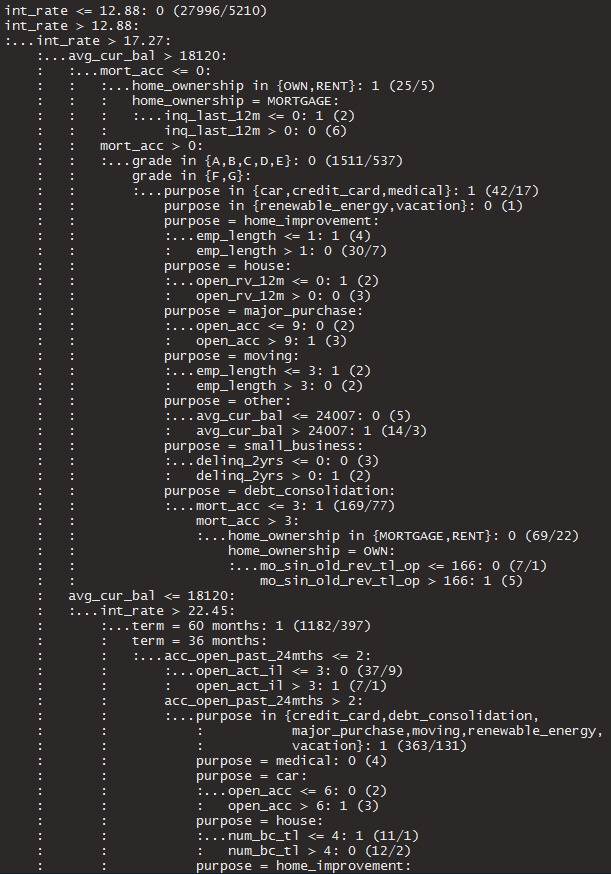 int_rate <= 12.88: 0 (27996/5210)
int_rate > 12.88:
:...int_rate > 17.27:
    :...avg_cur_bal > 18120:
    :   :...mort_acc <= 0:
    :   :   :...home_ownership in {OWN,RENT}: 1 (25/5)
    :   :   :   home_ownership = MORTGAGE:
    :   :   :   :...inq_last_12m <= 0: 1 (2)
    :   :   :       inq_last_12m > 0: 0 (6)
    :   :   mort_acc > 0:
    :   :   :...grade in {A,B,C,D,E}: 0 (1511/537)
    :   :       grade in {F,G}:
    :   :       :...purpose in {car,credit_card,medical}: 1 (42/17)
    :   :           purpose in {renewable_energy,vacation}: 0 (1)
    :   :           purpose = home_improvement:
    :   :           :...emp_length <= 1: 1 (4)
    :   :           :   emp_length > 1: 0 (30/7)
    :   :           purpose = house:
    :   :           :...open_rv_12m <= 0: 1 (2)
    :   :           :   open_rv_12m > 0: 0 (3)
    :   :           purpose = major_purchase:
    :   :           :...open_acc <= 9: 0 (2)
    :   :           :   open_acc > 9: 1 (3)
    :   :           purpose = moving:
    :   :           :...emp_length <= 3: 1 (2)
    :   :           :   emp_length > 3: 0 (2)
    :   :           purpose = other:
    :   :           :...avg_cur_bal <= 24007: 0 (5)
    :   :           :   avg_cur_bal > 24007: 1 (14/3)
    :   :           purpose = small_business:
    :   :           :...delinq_2yrs <= 0: 0 (3)
    :   :           :   delinq_2yrs > 0: 1 (2)
    :   :           purpose = debt_consolidation:
    :   :           :...mort_acc <= 3: 1 (169/77)
    :   :               mort_acc > 3:
    :   :               :...home_ownership in {MORTGAGE,RENT}: 0 (69/22)
    :   :                   home_ownership = OWN:
    :   :                   :...mo_sin_old_rev_tl_op <= 166: 0 (7/1)
    :   :                       mo_sin_old_rev_tl_op > 166: 1 (5)
    :   avg_cur_bal <= 18120:
    :   :...int_rate > 22.45:
    :       :...term = 60 months: 1 (1182/397)
    :       :   term = 36 months:
    :       :   :...acc_open_past_24mths <= 2:
    :       :       :...open_act_il <= 3: 0 (37/9)
    :       :       :   open_act_il > 3: 1 (7/1)
    :       :       acc_open_past_24mths > 2:
    :       :       :...purpose in {credit_card,debt_consolidation,
    :       :           :           major_purchase,moving,renewable_energy,
    :       :           :           vacation}: 1 (363/131)
    :       :           purpose = medical: 0 (4)
    :       :           purpose = car:
    :       :           :...open_acc <= 6: 0 (2)
    :       :           :   open_acc > 6: 1 (3)
    :       :           purpose = house:
    :       :           :...num_bc_tl <= 4: 1 (11/1)
    :       :           :   num_bc_tl > 4: 0 (12/2)
    :       :           purpose = home_improvement: